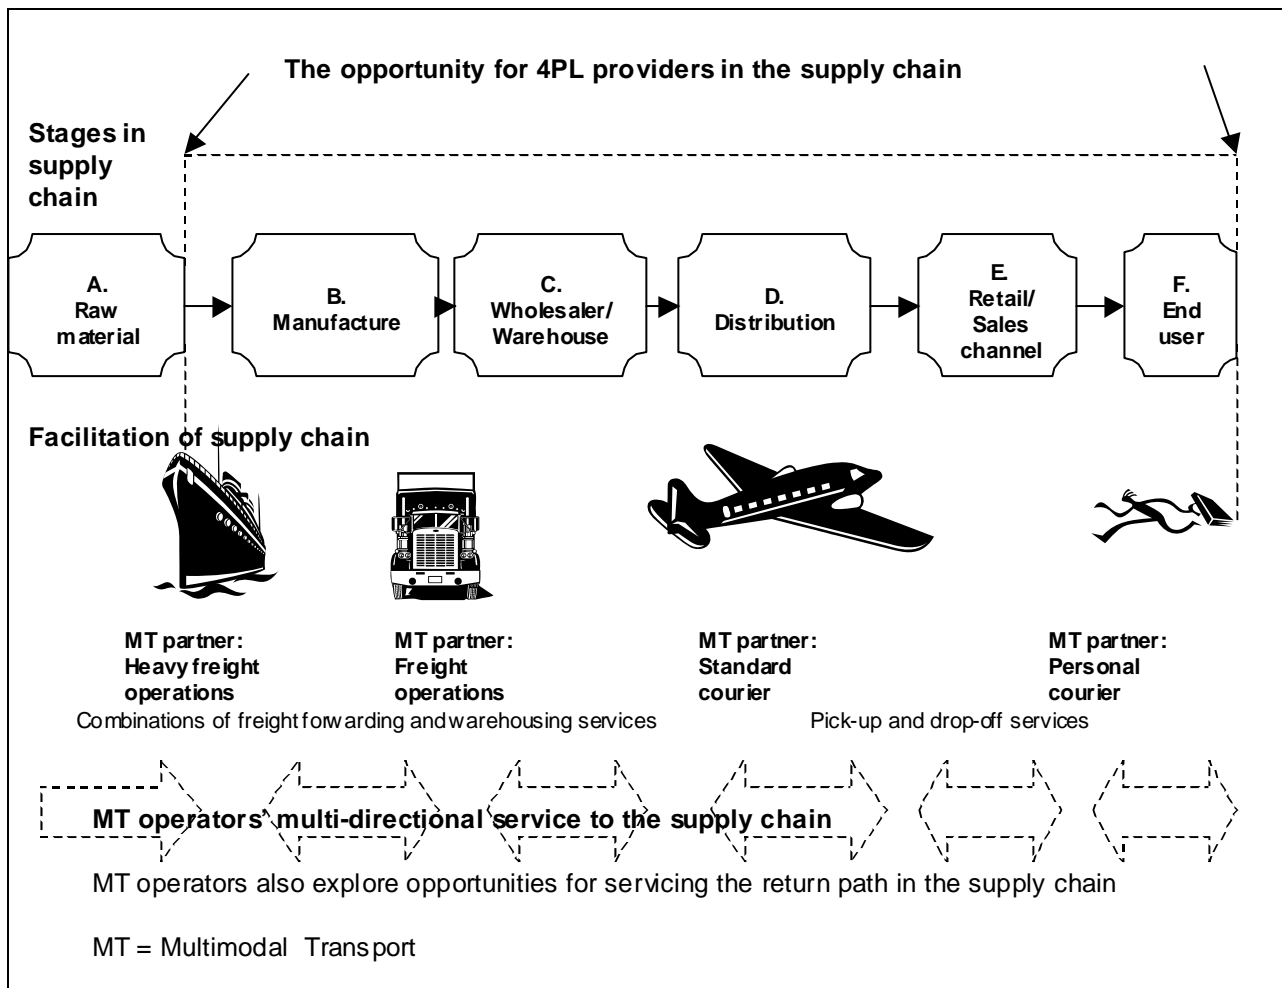 The opportunity for 4PL providers in the supply chain
Stages in
supply
chain
A.
Raw
material
B.
Manufacture
C.
Wholesaler/
Warehouse
D.
Distribution
E.
Retail/
Sales
channel
F.
End
user
Facilitation of supply chain
MT partner:
Heavy freight
operations
MT partner:
Freight
operations
MT partner:
Standard
courier
MT partner:
Personal
courier
Combinations of freight forwarding and warehousing services
Pick-up and drop-off services
MT operators' multi-directional service to the supply chain
MT operators also explore opportunities for servicing the return path in the supply chain
MT = Multimodal Transport